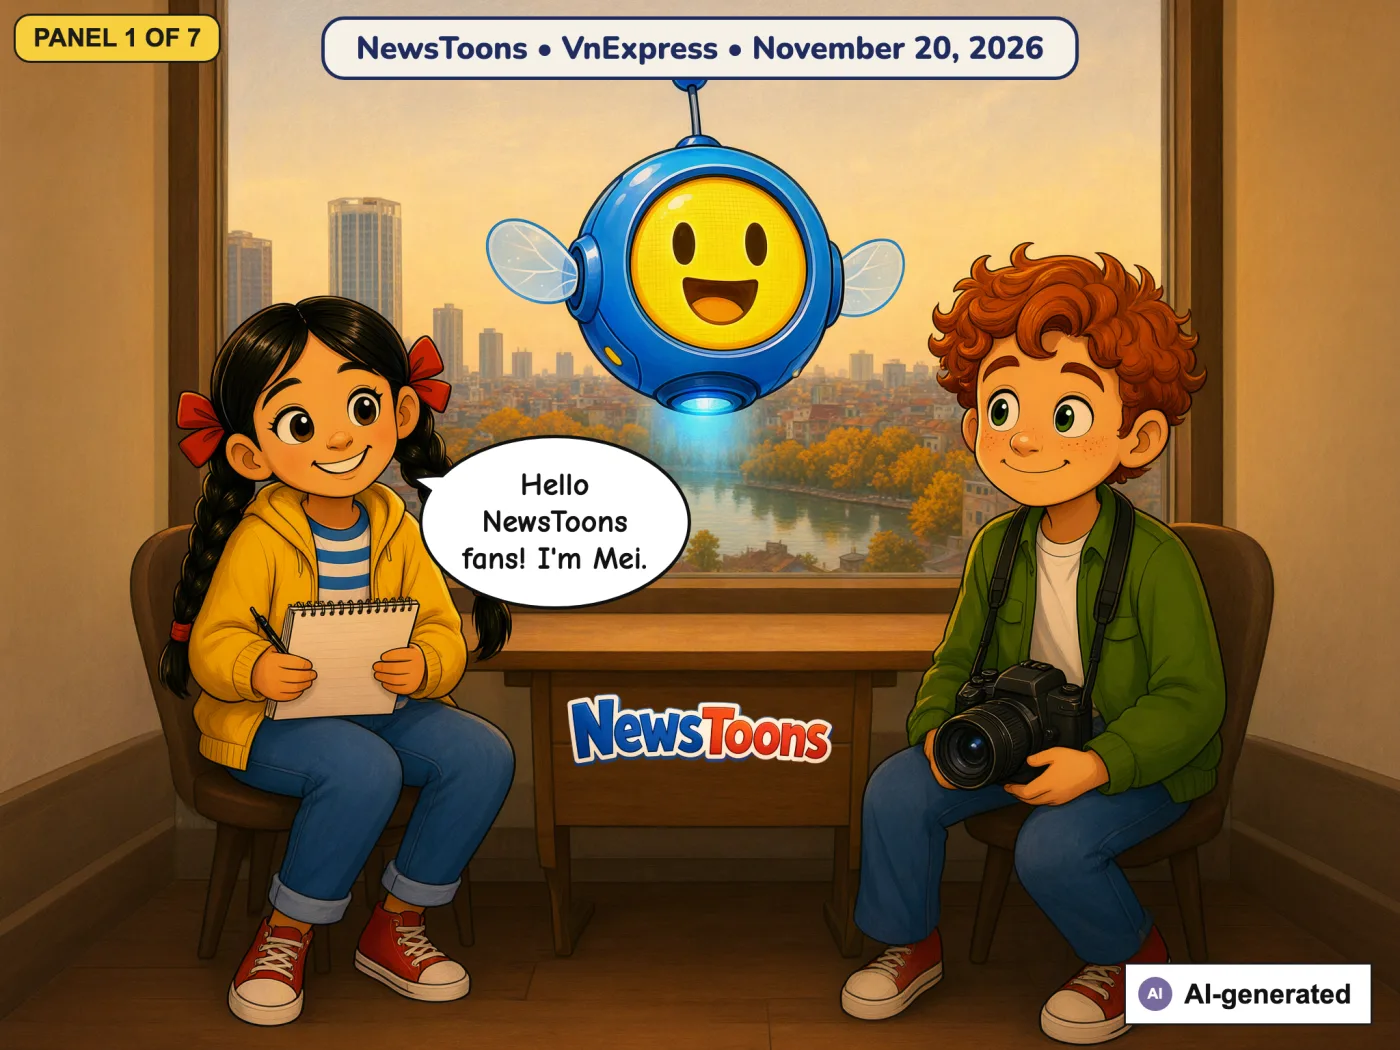 PANEL 1 OF 7
NewsToons • VnExpress • November 20, 2026
Hello
NewsToons
fans! I'm Mei.
NewsToons
AI AI-generated